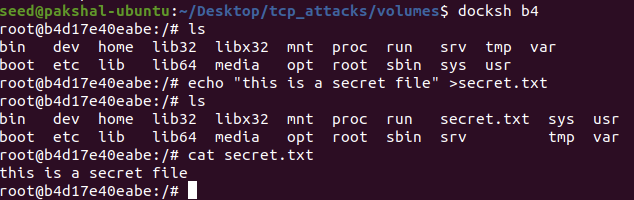 seed@pakshal-ubuntu:~/Desktop/tcp_attacks/volumes$ docksh b4
root@b4d17e40eabe:/# ls
bin   dev  home  lib32  libx32  mnt  proc  run   srv  tmp  var
boot  etc  lib   lib64  media   opt  root  sbin  sys  usr
root@b4d17e40eabe:/# echo "this is a secret file" >secret.txt
root@b4d17e40eabe:/# ls
bin   dev  home  lib32  libx32  mnt  proc  run   secret.txt  sys  usr
boot  etc  lib   lib64  media   opt  root  sbin  srv         tmp  var
root@b4d17e40eabe:/# cat secret.txt
this is a secret file
root@b4d17e40eabe:/#